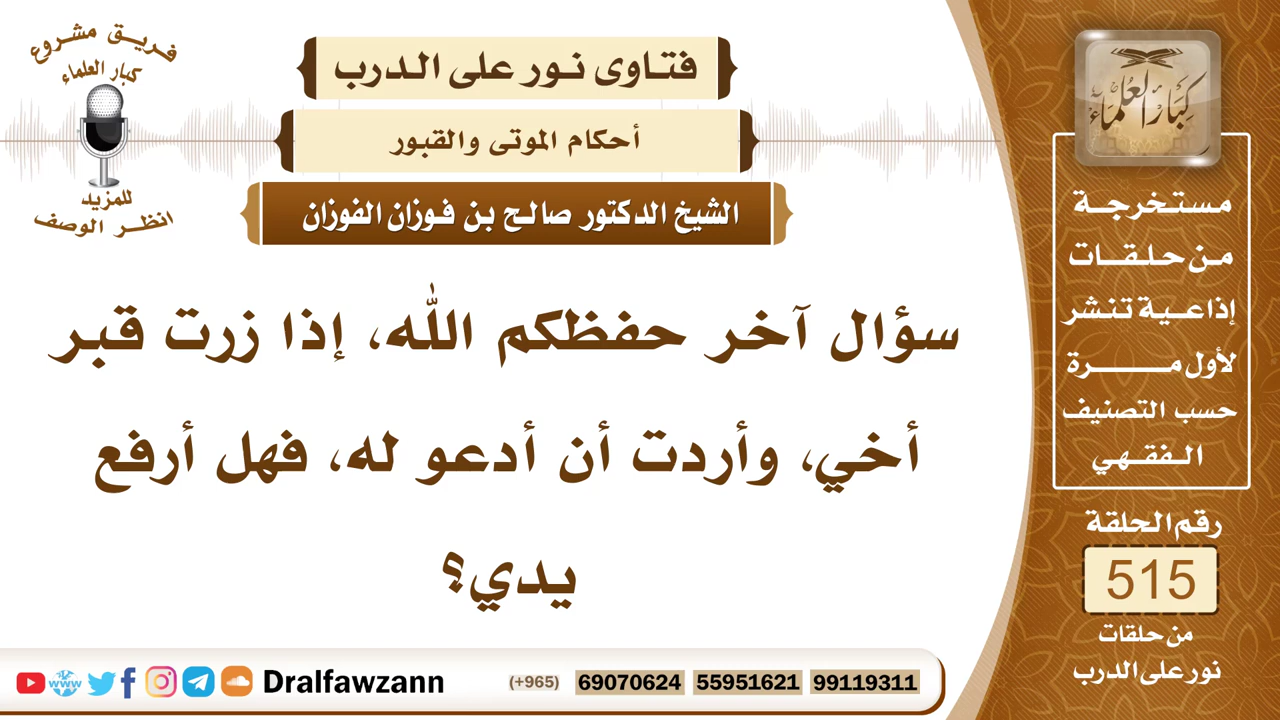 فريق مشروع
كبار العلماء
للمزيد
انظر الوصف
فتاوى نور على الدرب
أحكام الموتى والقبور
الشيخ الدكتور صالح بن فوزان الفوزان
سؤال آخر حفظكم الله، إذا زرت قبر
أخي، وأردت أن أدعو له، فهل أرفع
يدي؟
كبار العلماء
مستخرجة
من حلقات
إذاعية تنشر
لأول مرة
حسب التصنيف
الفقهي
رقم الحلقة
515
من حلقات
نور على الدرب
www Dralfawzann (+965) 69070624 55951621 99119311